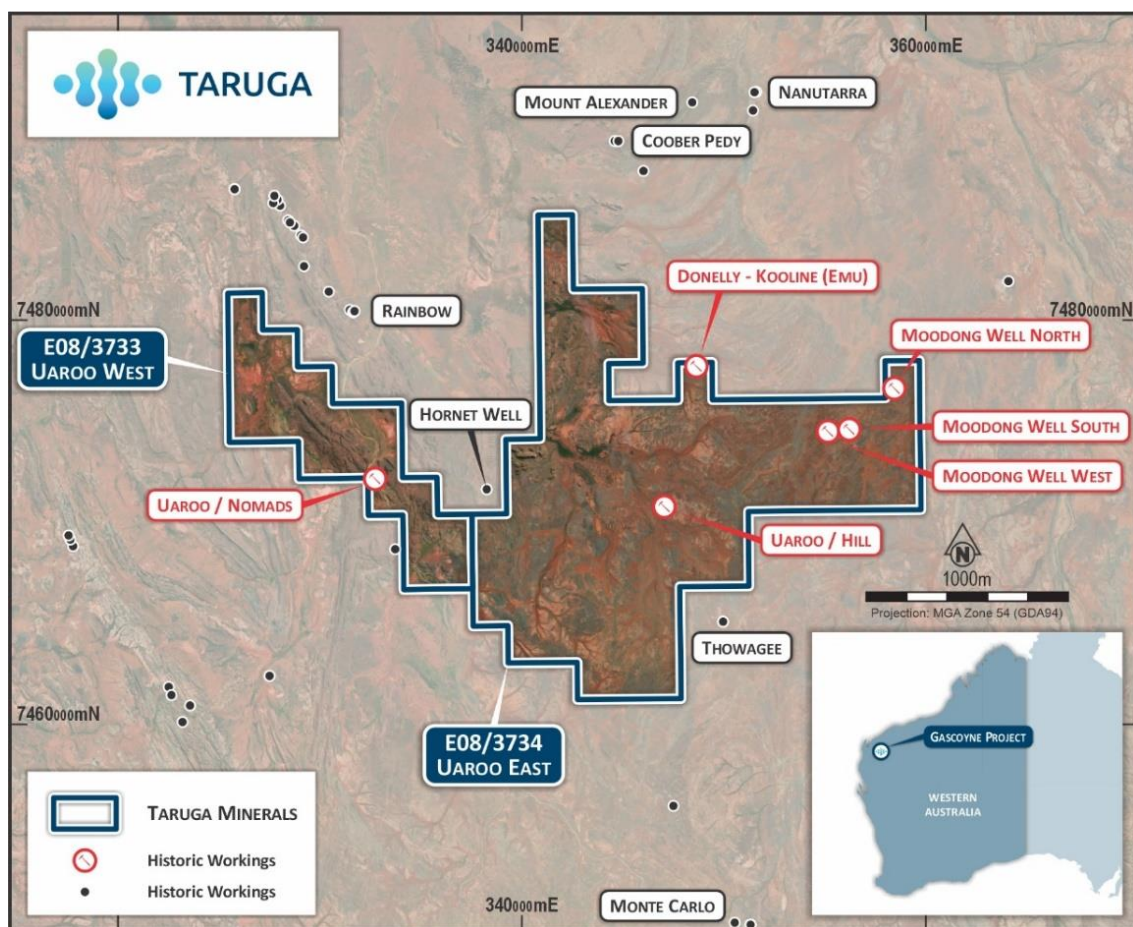 TARUGA
340000mE
360000mE
MOUNT ALEXANDER
NANUTARRA
COOBER PEDY
DONELLY - KOOLINE (EMU)
7480000mN
7480000mN
RAINBOW
MOODONG WELL NORTH
E08/3733
UAROO WEST
HORNET WELL
MOODONG WELL SOUTH
MOODONG WELL WEST
UAROO / NOMADS
UAROO / HILL
N
1000m
Projection: MGA Zone 54 (GDA94)
THOWAGEE
7460000mN
E08/3734
UAROO EAST
GASCOYNE PROJECT
WESTERN
AUSTRALIA
TARUGA MINERALS
Historic Workings
Historic Workings
340000mE
MONTE CARLO